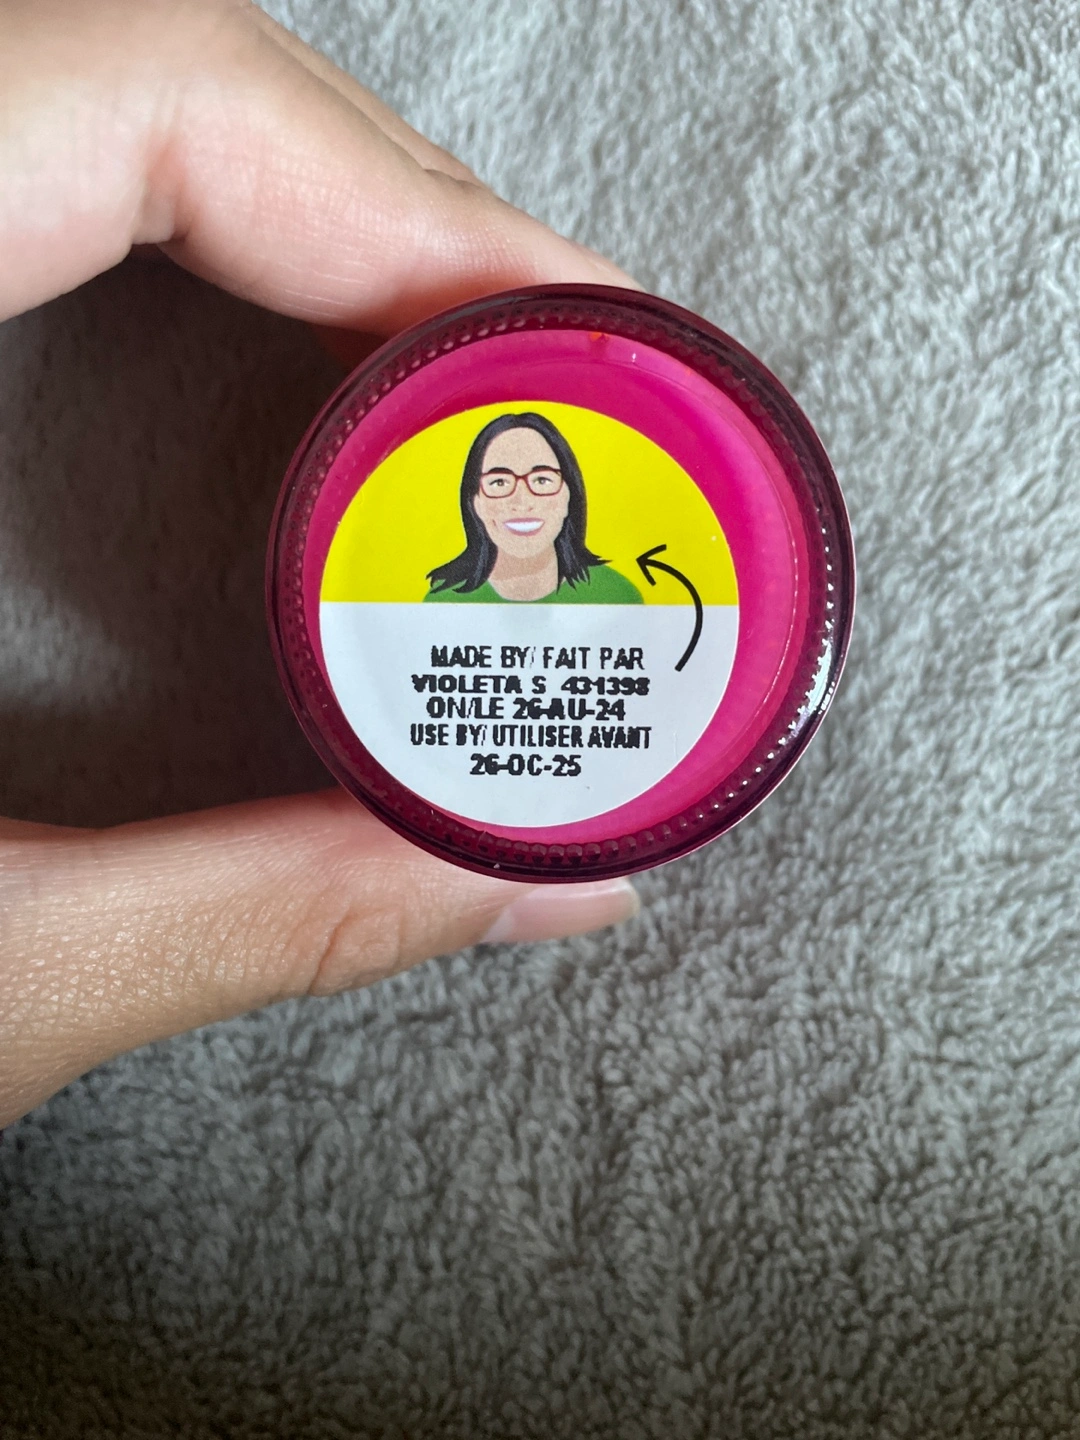 MADE BY/ FAIT PAR
VIOLETA S 431398
ON/LE 26-AU-24
USE BY/ UTILISER AVANT
26-OC-25